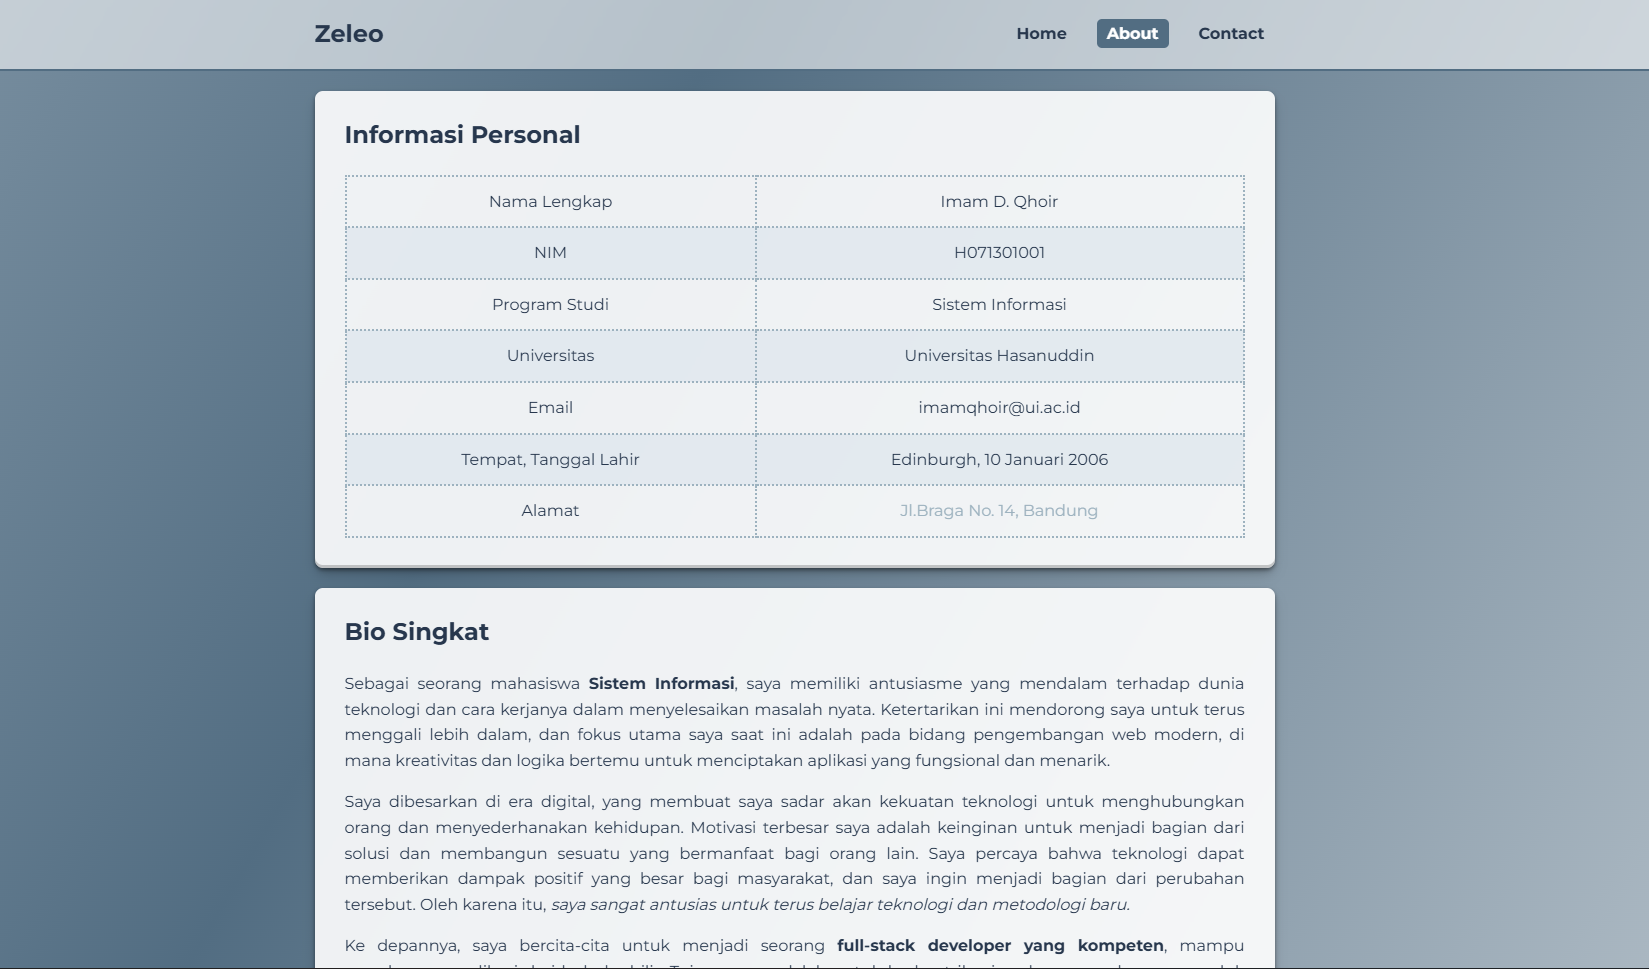 Zeleo
Home About Contact
Informasi Personal
Nama Lengkap Imam D. Qhoir
NIM H071301001
Program Studi Sistem Informasi
Universitas Universitas Hasanuddin
Email imamqhoir@ui.ac.id
Tempat, Tanggal Lahir Edinburgh, 10 Januari 2006
Alamat Jl.Braga No. 14, Bandung
Bio Singkat
Sebagai seorang mahasiswa Sistem Informasi, saya memiliki antusiasme yang mendalam terhadap dunia
teknologi dan cara kerjanya dalam menyelesaikan masalah nyata. Ketertarikan ini mendorong saya untuk terus
menggali lebih dalam, dan fokus utama saya saat ini adalah pada bidang pengembangan web modern, di
mana kreativitas dan logika bertemu untuk menciptakan aplikasi yang fungsional dan menarik.
Saya dibesarkan di era digital, yang membuat saya sadar akan kekuatan teknologi untuk menghubungkan
orang dan menyederhanakan kehidupan. Motivasi terbesar saya adalah keinginan untuk menjadi bagian dari
solusi dan membangun sesuatu yang bermanfaat bagi orang lain. Saya percaya bahwa teknologi dapat
memberikan dampak positif yang besar bagi masyarakat, dan saya ingin menjadi bagian dari perubahan
tersebut. Oleh karena itu, saya sangat antusias untuk terus belajar teknologi dan metodologi baru.
Ke depannya, saya bercita-cita untuk menjadi seorang full-stack developer yang kompeten, mampu